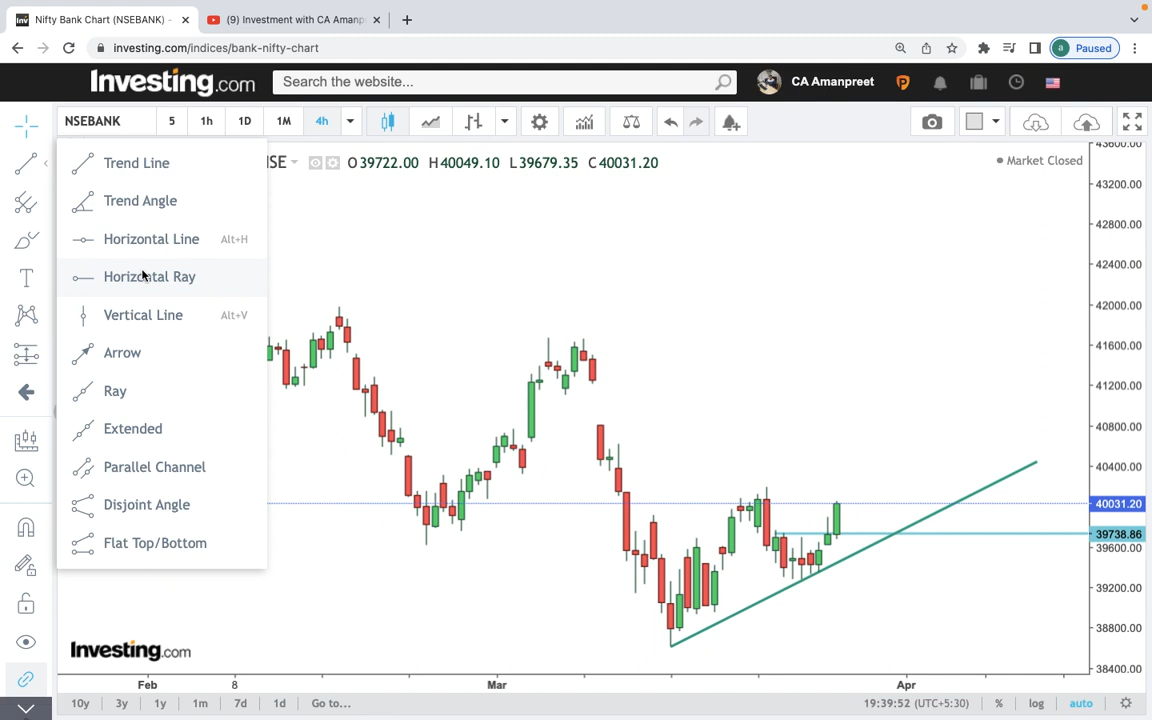 Nifty Bank Chart (NSEBANK) -
(9) Investment with CA Amanp
investing.com/indices/bank-nifty-chart
a Paused
Investing.com
Search the website...
CA Amanpreet
NSEBANK 5 1h 1D 1M 4h
Trend Line
Trend Angle
Horizontal Line Alt+H
Horizontal Ray
Vertical Line Alt+V
Arrow
Ray
Extended
Parallel Channel
Disjoint Angle
Flat Top/Bottom
SE O39722.00 H40049.10 L39679.35 C40031.20
Market Closed
43600.00
43200.00
42800.00
42400.00
42000.00
41600.00
41200.00
40800.00
40400.00
40031.20
39738.86
39600.00
39200.00
38800.00
38400.00
Investing.com
Feb 8 Mar Apr
10y 3y 1y 1m 7d 1d Go to... 19:39:52 (UTC+5:30) % log auto